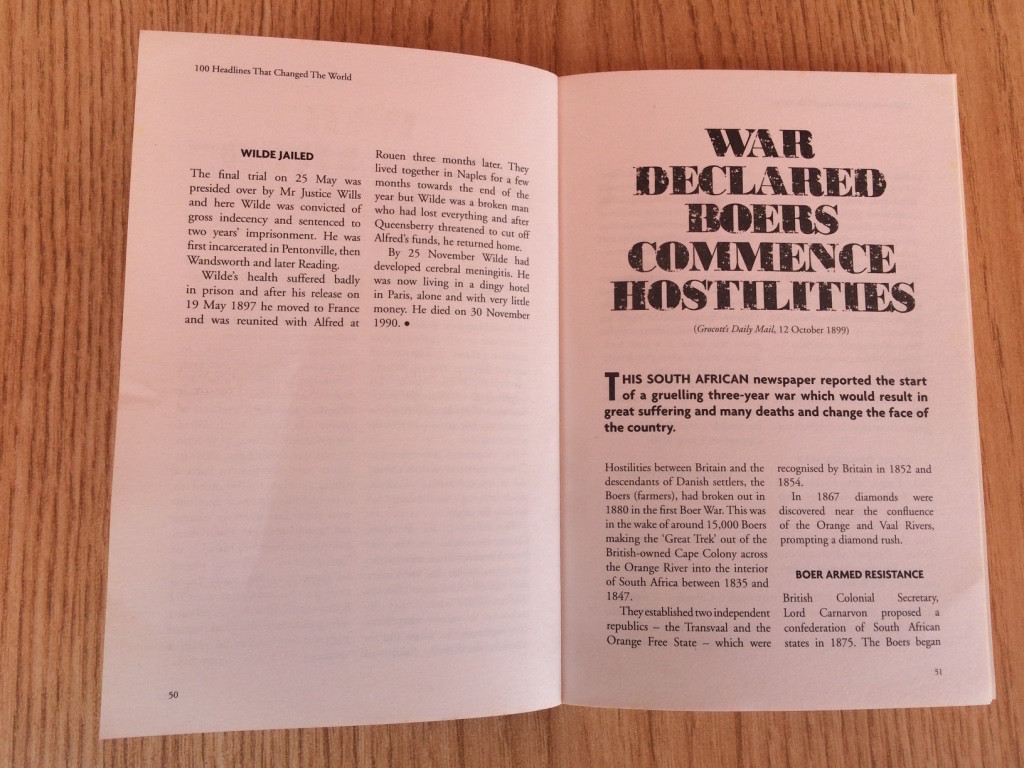 100 Headlines That Changed The World
WILDE JAILED
The final trial on 25 May was
presided over by Mr Justice Wills
and here Wilde was convicted of
gross indecency and sentenced to
two years' imprisonment. He was
first incarcerated in Pentonville, then
Wandsworth and later Reading.
Wilde's health suffered badly
in prison and after his release on
19 May 1897 he moved to France
and was reunited with Alfred at
Rouen three months later. They
lived together in Naples for a few
months towards the end of the
year but Wilde was a broken man
who had lost everything and after
Queensberry threatened to cut off
Alfred's funds, he returned home.
By 25 November Wilde had
developed cerebral meningitis. He
was now living in a dingy hotel
in Paris, alone and with very little
money. He died on 30 November
1990. ●
50
WAR
DECLARED
BOERS
COMMENCE
HOSTILITIES
(Grocott's Daily Mail, 12 October 1899)
THIS SOUTH AFRICAN newspaper reported the start
of a gruelling three-year war which would result in
great suffering and many deaths and change the face of
the country.
Hostilities between Britain and the
descendants of Danish settlers, the
Boers (farmers), had broken out in
1880 in the first Boer War. This was
in the wake of around 15,000 Boers
making the 'Great Trek' out of the
British-owned Cape Colony across
the Orange River into the interior
of South Africa between 1835 and
1847.
They established two independent
republics – the Transvaal and the
Orange Free State – which were
recognised by Britain in 1852 and
1854.
In 1867 diamonds were
discovered near the confluence
of the Orange and Vaal Rivers,
prompting a diamond rush.
BOER ARMED RESISTANCE
British Colonial Secretary,
Lord Carnarvon proposed a
confederation of South African
states in 1875. The Boers began
51